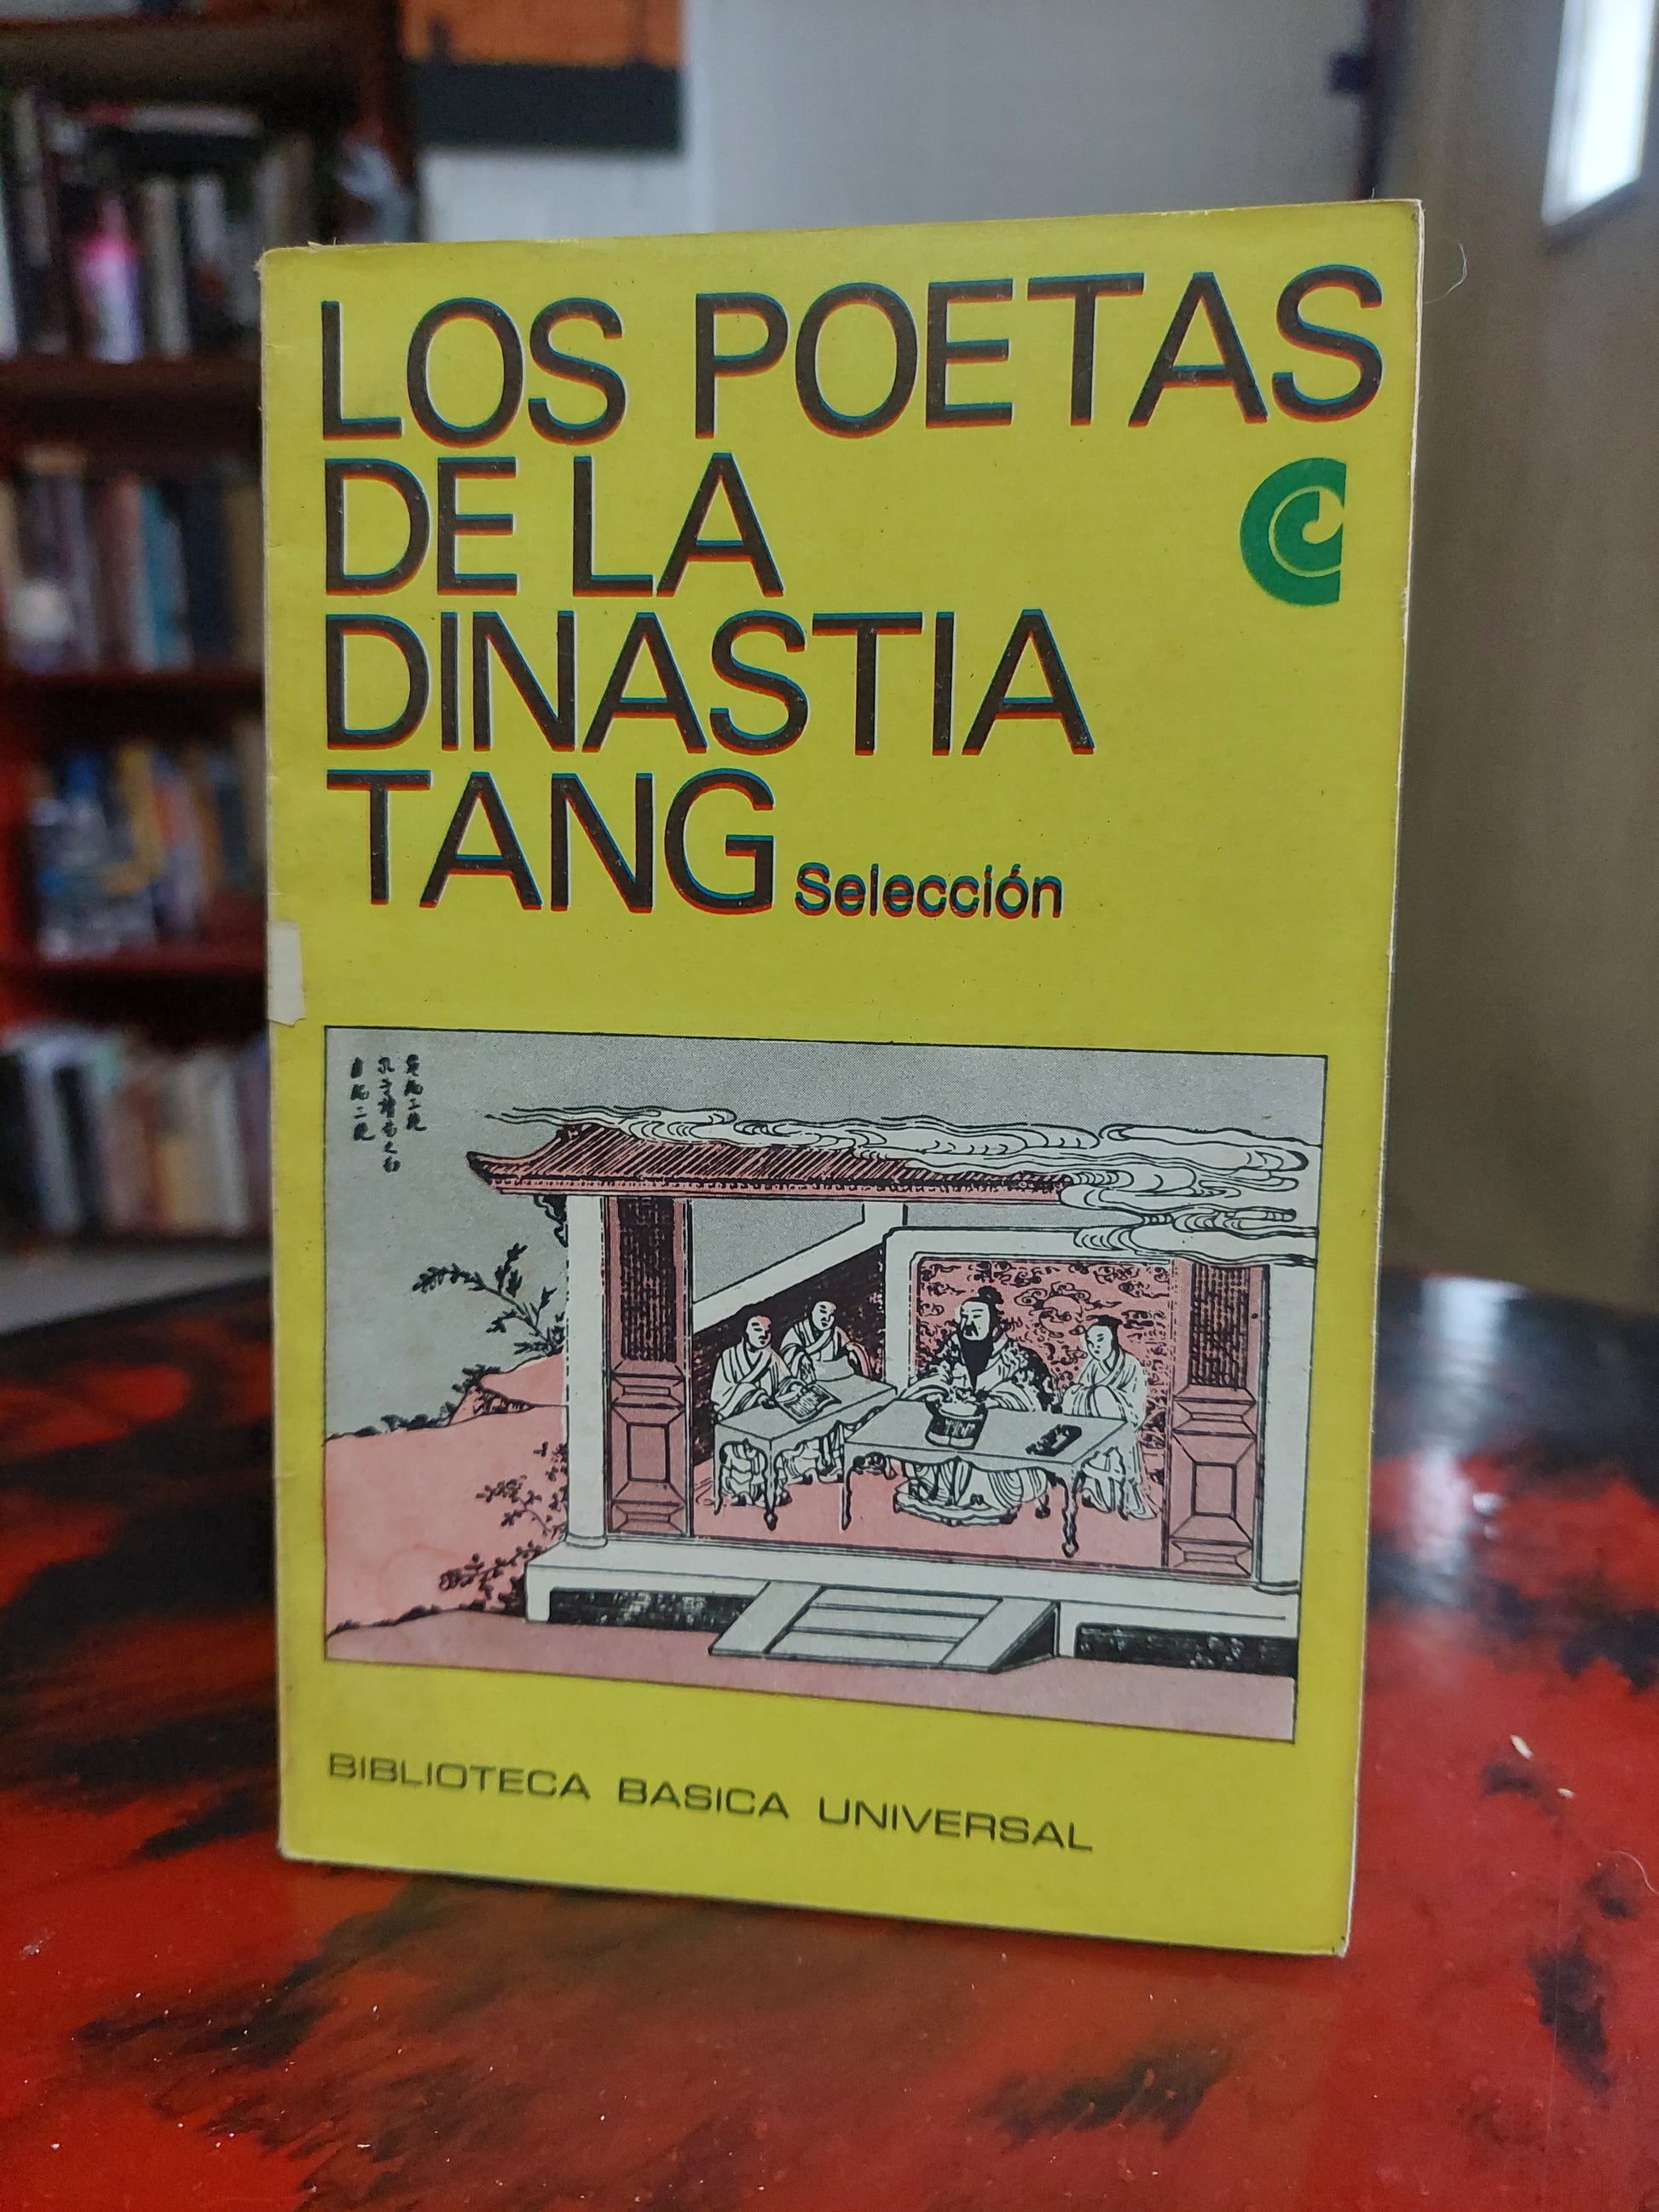 LOS POETAS
DE LA
DINASTIA
TANG Selección
BIBLIOTECA BASICA UNIVERSAL